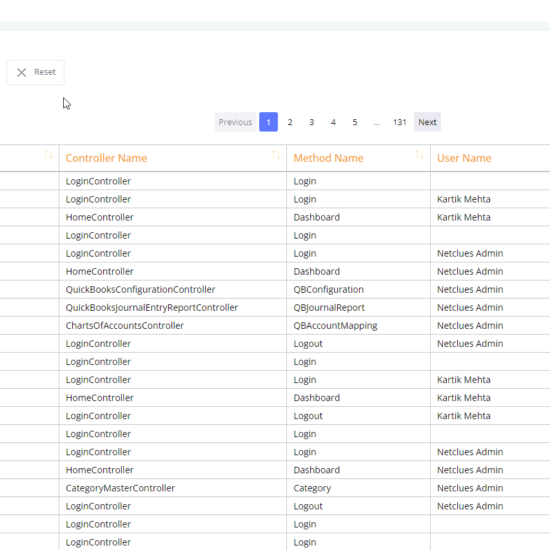 Reset
Previous 1 2 3 4 5 ... 131 Next
Controller Name Method Name User Name
LoginController Login
LoginController Login Kartik Mehta
HomeController Dashboard Kartik Mehta
LoginController Login
LoginController Login Netclues Admin
HomeController Dashboard Netclues Admin
QuickBooksConfigurationController QBConfiguration Netclues Admin
QuickBooksJournalEntryReportController QBJournalReport Netclues Admin
ChartsOfAccountsController QBAccountMapping Netclues Admin
LoginController Logout Netclues Admin
LoginController Login
LoginController Login Kartik Mehta
HomeController Dashboard Kartik Mehta
LoginController Logout Kartik Mehta
LoginController Login
LoginController Login Netclues Admin
HomeController Dashboard Netclues Admin
CategoryMasterController Category Netclues Admin
LoginController Logout Netclues Admin
LoginController Login
LoginController Login